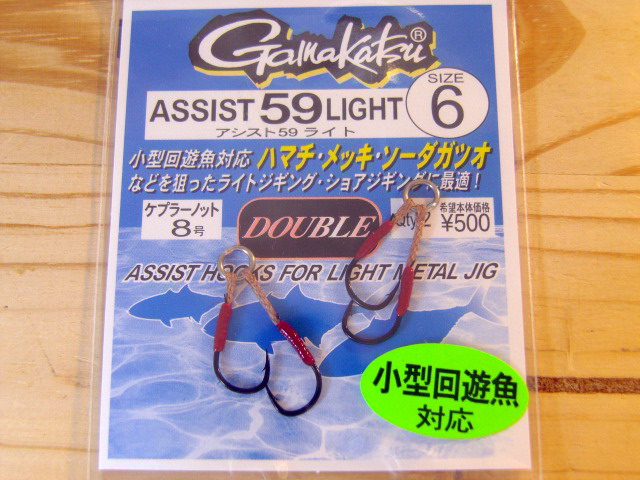 Gamakatsu®
ASSIST 59 LIGHT
アシスト59 ライト
SIZE
6
小型回遊魚対応 ハマチ・メッキ・ソーダガツオ
などを狙ったライトジギング・ショアジギングに最適!
ケプラーノット
8号
DOUBLE
Qty.2
希望本体価格
¥500
ASSIST HOOKS FOR LIGHT METAL JIG
小型回遊魚
対応